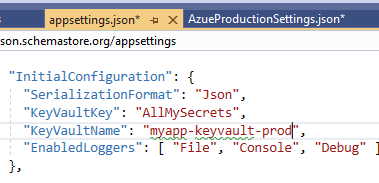 appsettings.json* AzueProductionSettings.json*
son.schemastore.org/appsettings
"InitialConfiguration": {
"SerializationFormat": "Json",
"KeyVaultKey": "AllMySecrets",
"KeyVaultName": "myapp-keyvault-prod",
"EnabledLoggers": [ "File", "Console", "Debug" ]
},